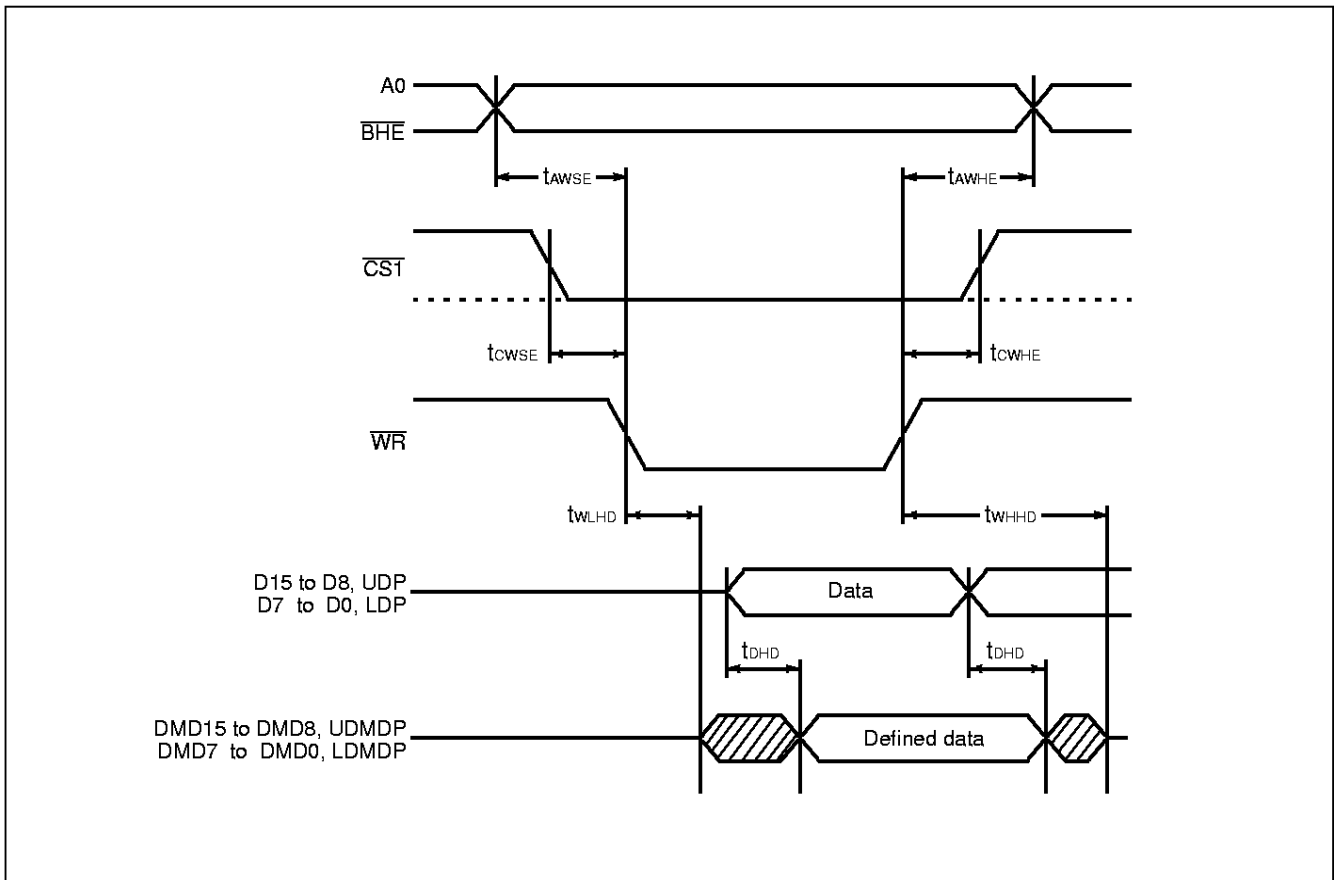 A0
BHE
tAWSE
tAWHE
CS1
tCWSE
tCWHE
WR
tWLHD
tWHHD
D15 to D8, UDP
D7 to D0, LDP
Data
tDHD
tDHD
DMD15 to DMD8, UDMDP
DMD7 to DMD0, LDMDP
Defined data